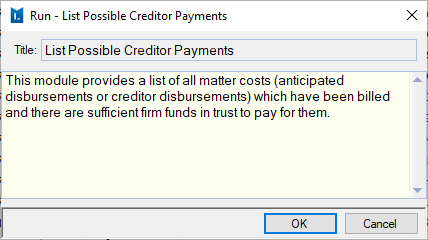 Run - List Possible Creditor Payments
Title: List Possible Creditor Payments
This module provides a list of all matter costs (anticipated
disbursements or creditor disbursements) which have been billed
and there are sufficient firm funds in trust to pay for them.
OK Cancel